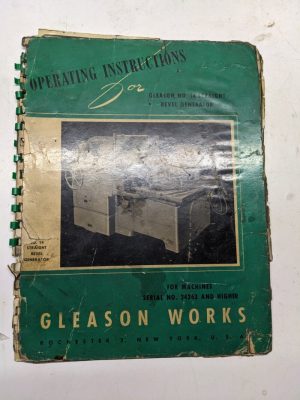 OPERATING INSTRUCTIONS
for
GLEASON NO. 14 STRAIGHT
BEVEL GENERATOR
NO. 14
STRAIGHT
BEVEL
GENERATOR
FOR MACHINES
SERIAL NO. 24262 AND HIGHER
GLEASON WORKS
ROCHESTER 3, NEW YORK, U. S. A.